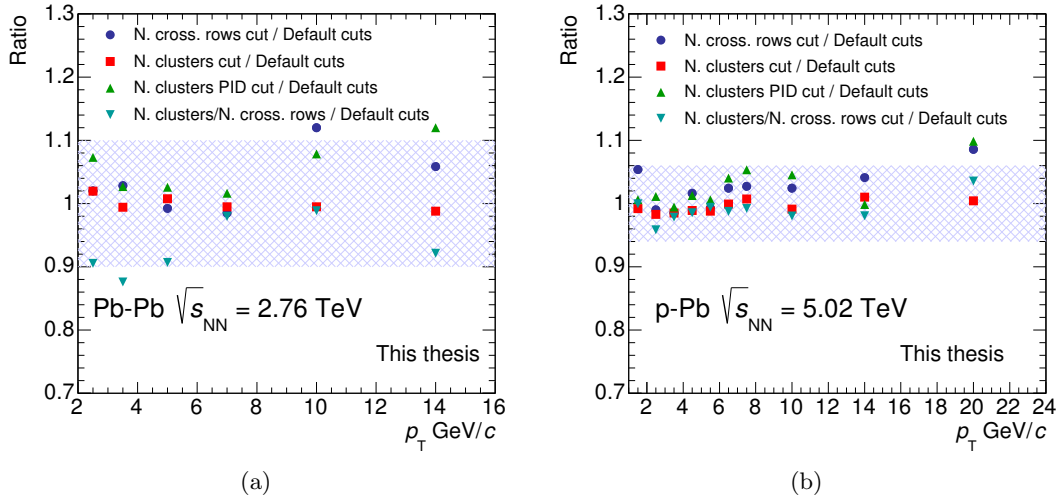 Ratio
1.3
1.2
1.1
1
0.9
0.8
0.7
N. cross. rows cut / Default cuts
N. clusters cut / Default cuts
N. clusters PID cut / Default cuts
N. clusters/N. cross. rows / Default cuts
Pb-Pb √s_NN = 2.76 TeV
This thesis
2 4 6 8 10 12 14 16
p_T GeV/c
(a)
Ratio
1.3
1.2
1.1
1
0.9
0.8
0.7
N. cross. rows cut / Default cuts
N. clusters cut / Default cuts
N. clusters PID cut / Default cuts
N. clusters/N. cross. rows cut / Default cuts
p-Pb √s_NN = 5.02 TeV
This thesis
2 4 6 8 10 12 14 16 18 20 22 24
p_T GeV/c
(b)